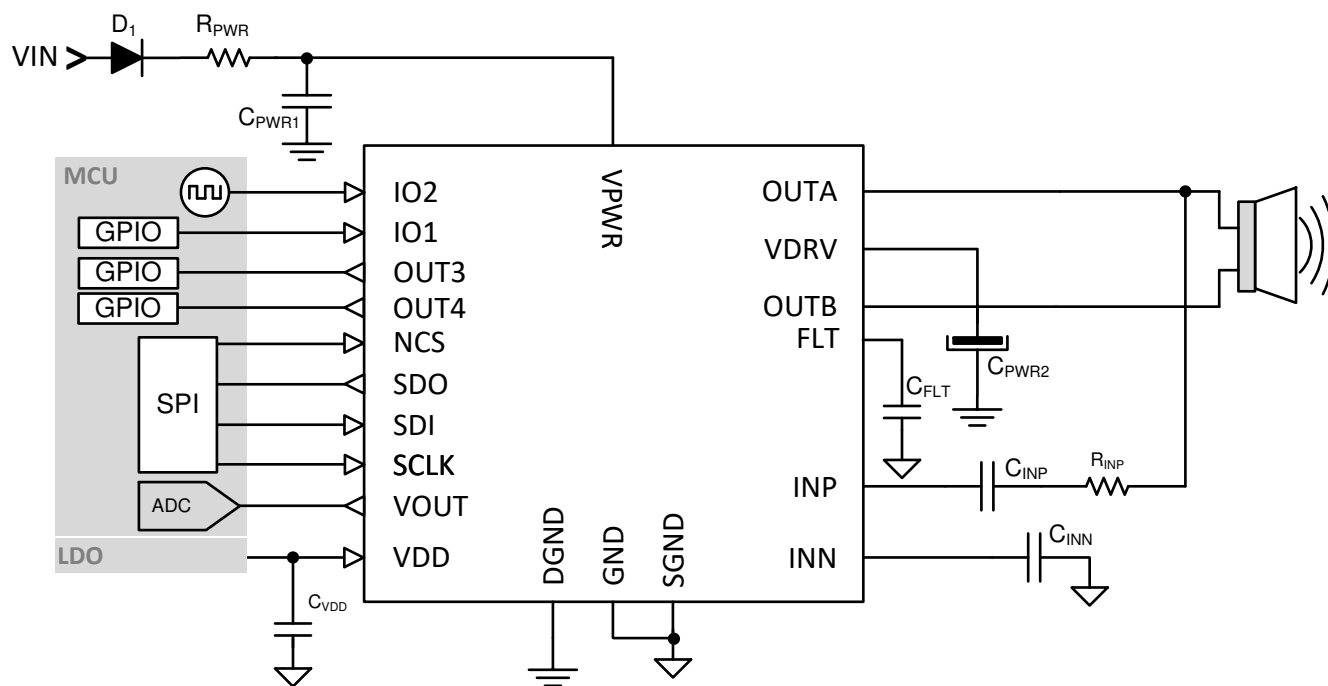 D1
RPWR
VIN
CPWR1
MCU
VPWR
IO2
OUTA
GPIO
IO1
VDRV
GPIO
OUT3
GPIO
OUT4
OUTB
NCS
FLT
CPWR2
SPI
SDO
CFLT
SDI
SCLK
CINP
RINP
INP
ADC
VOUT
CINN
LDO
VDD
DGND
GND
SGND
INN
CVDD